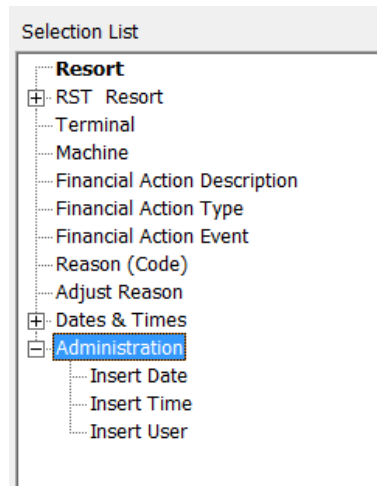 Selection List
Resort
RST Resort
Terminal
Machine
Financial Action Description
Financial Action Type
Financial Action Event
Reason (Code)
Adjust Reason
Dates & Times
Administration
Insert Date
Insert Time
Insert User